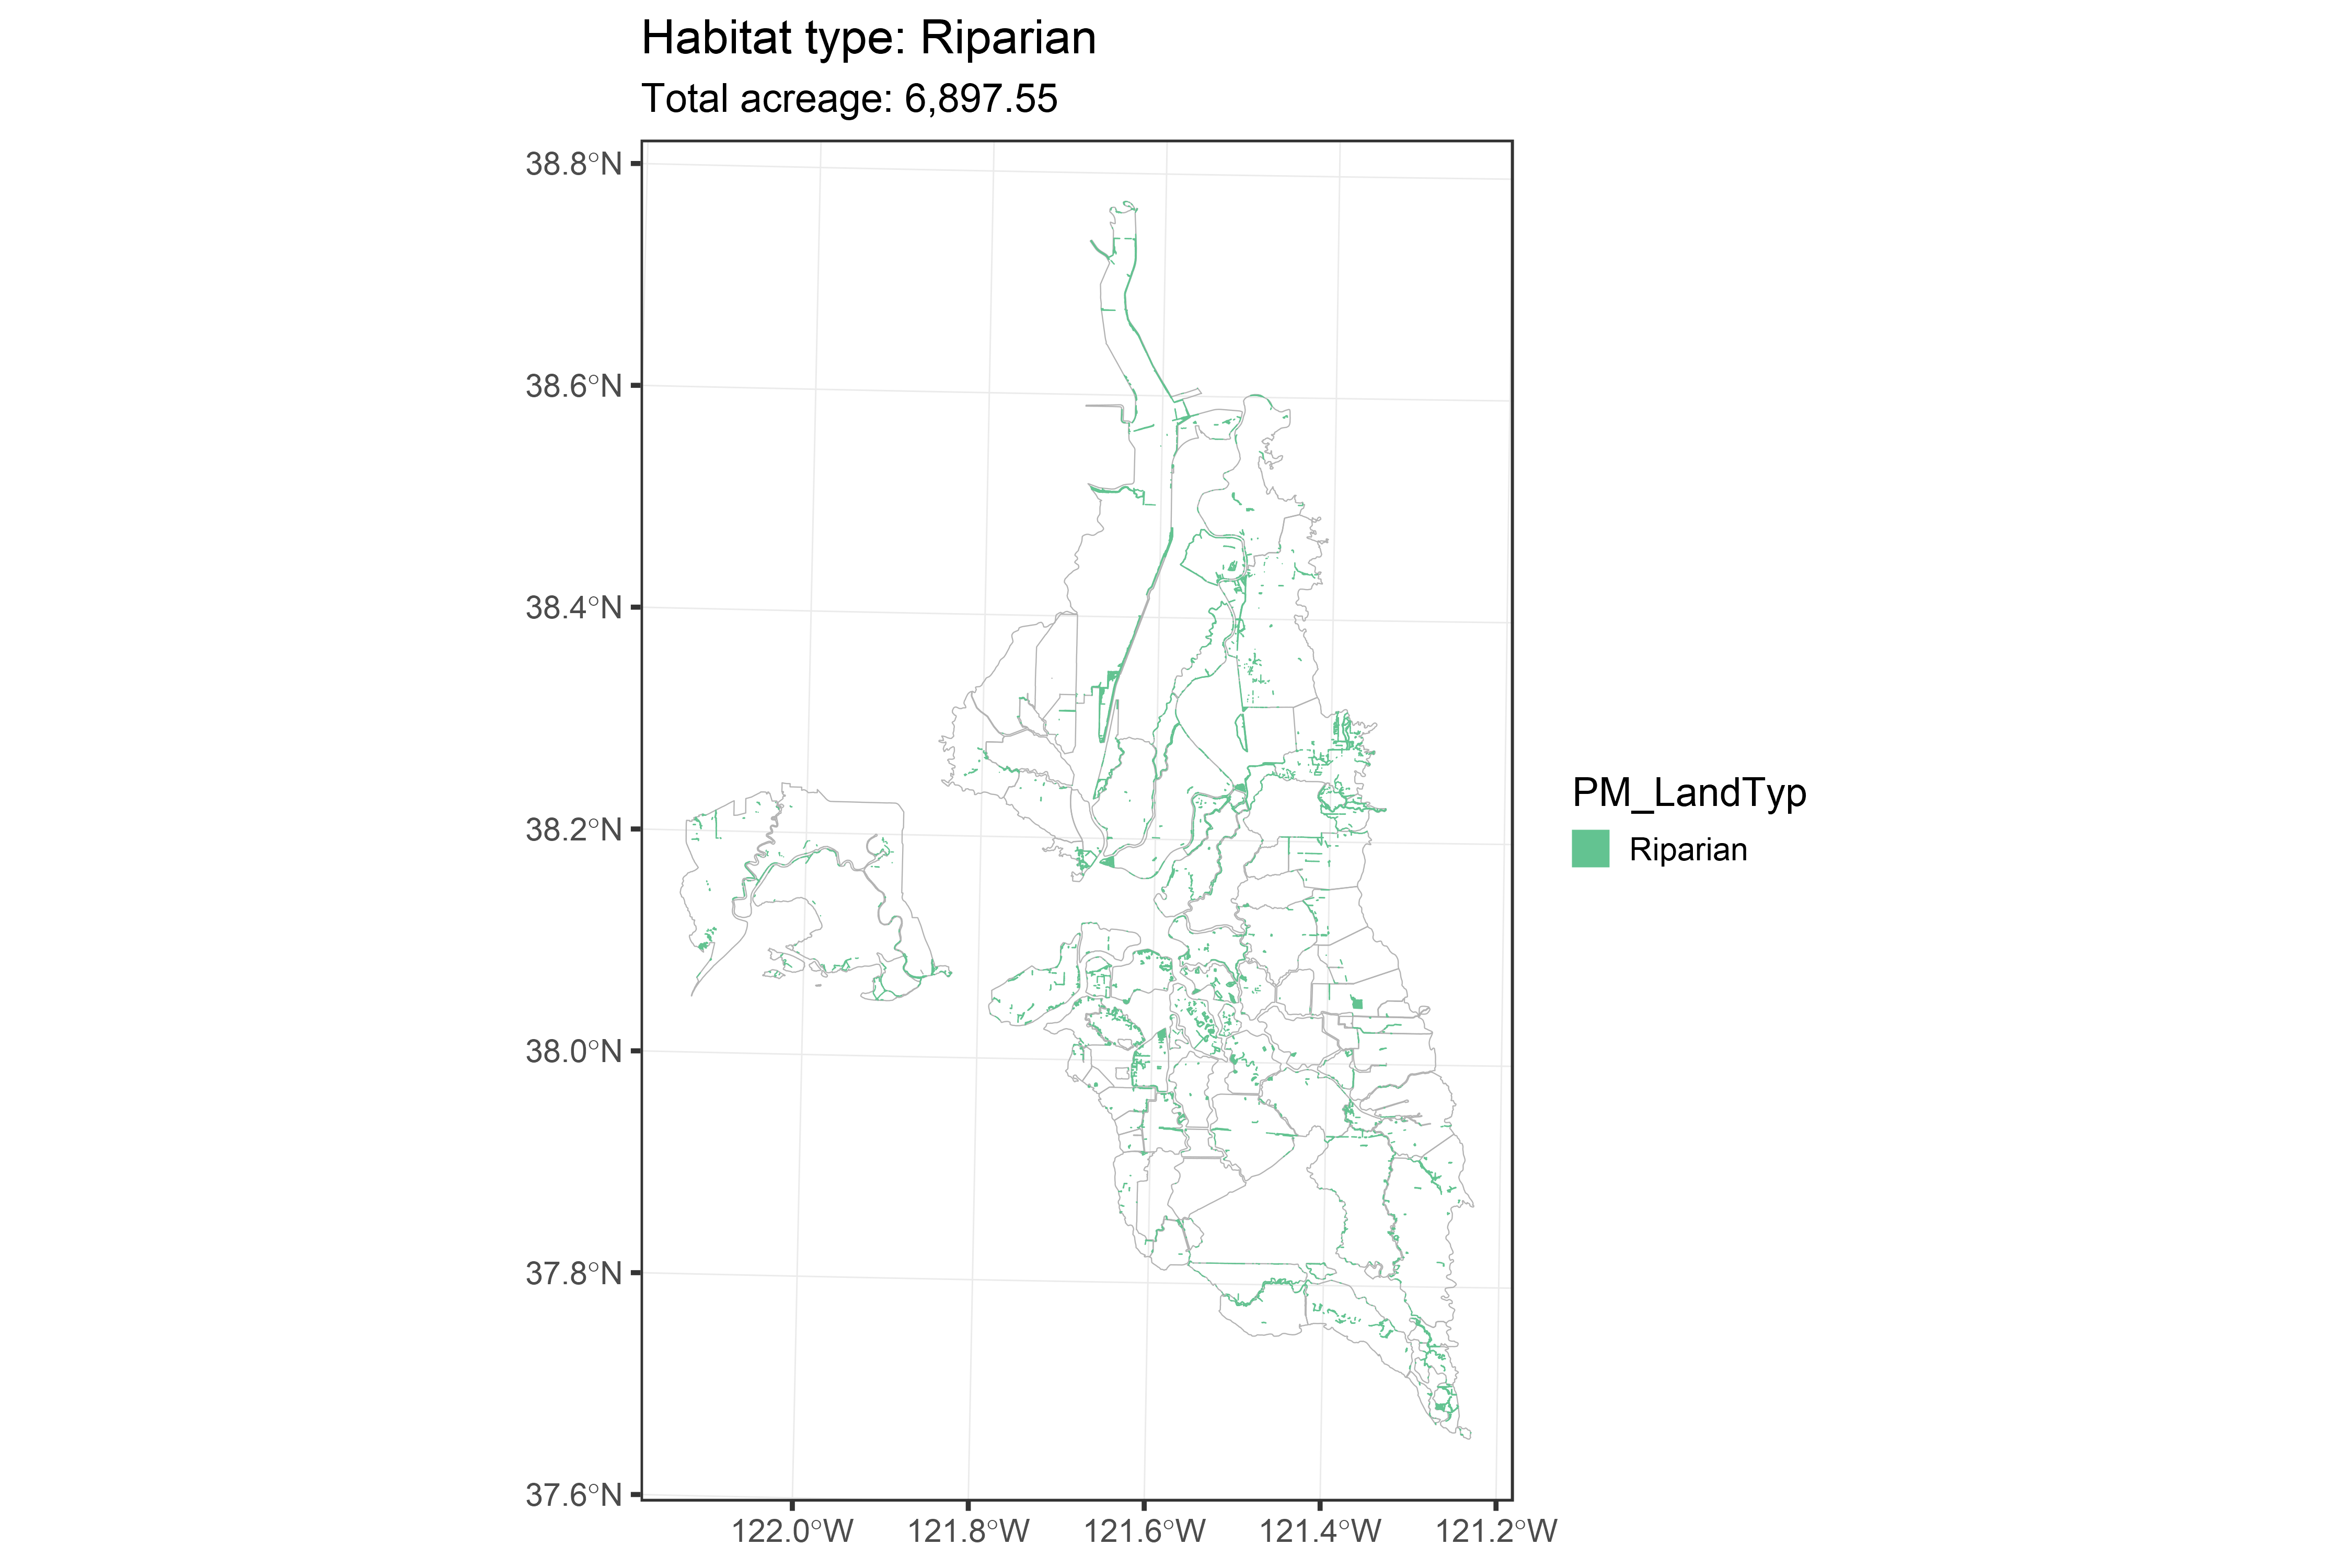 Habitat type: Riparian
Total acreage: 6,897.55
38.8°N
38.6°N
38.4°N
38.2°N
38.0°N
37.8°N
37.6°N
122.0°W
121.8°W
121.6°W
121.4°W
121.2°W
PM_LandTyp
Riparian